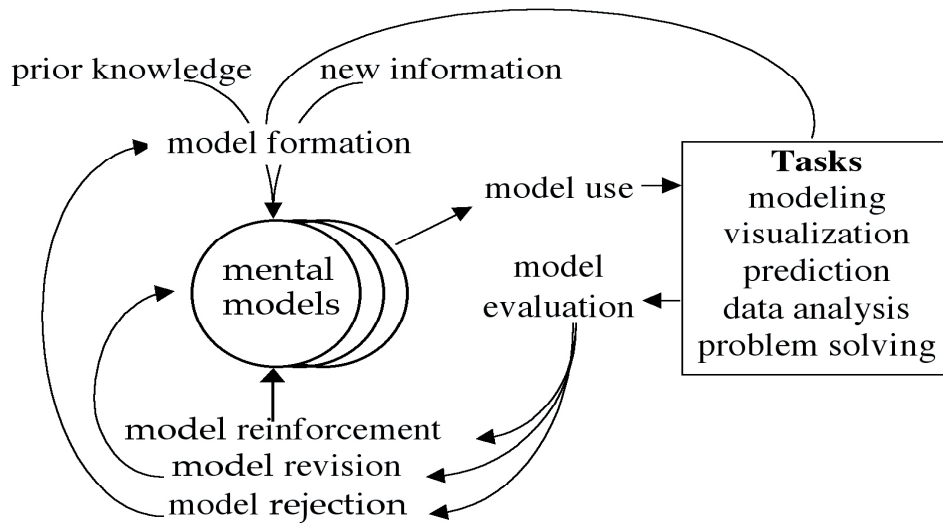 prior knowledge
new information
model formation
mental
models
model use
model
evaluation
Tasks
modeling
visualization
prediction
data analysis
problem solving
model reinforcement
model revision
model rejection